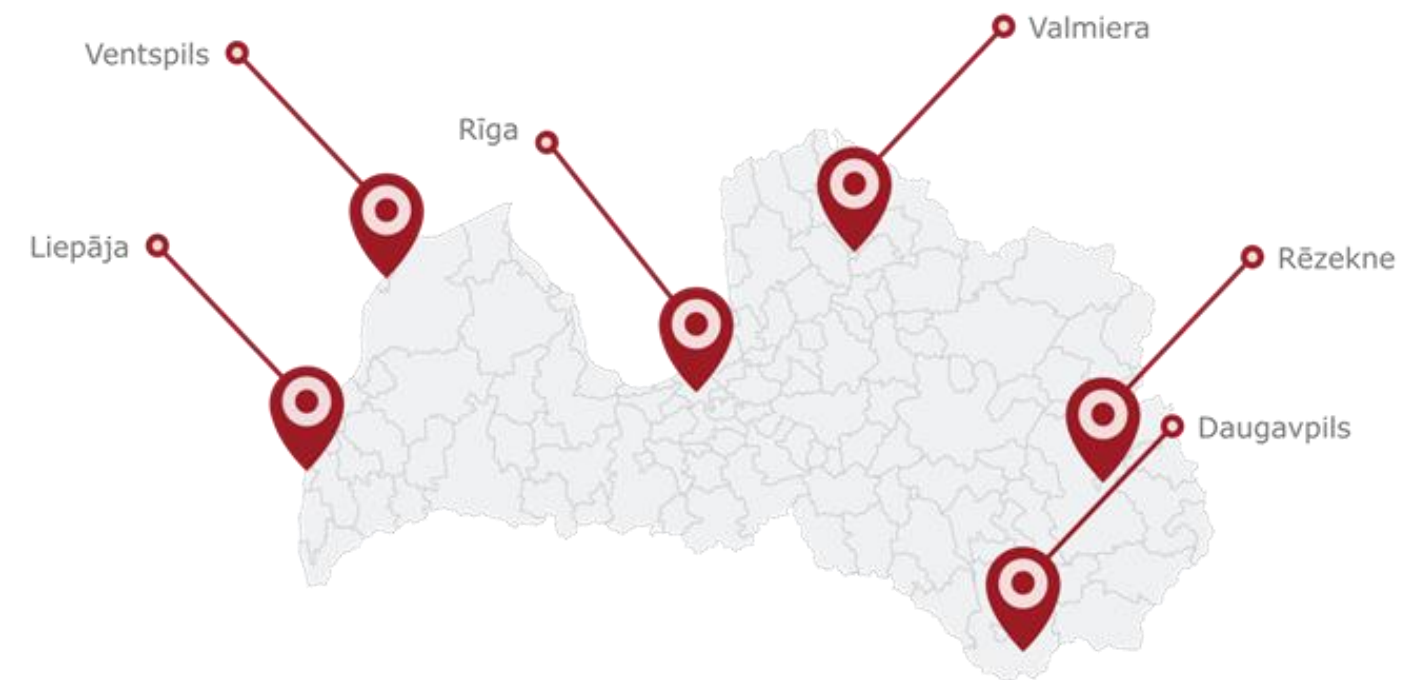 Valmiera
Ventspils
Rīga
Liepāja
Rēzekne
Daugavpils